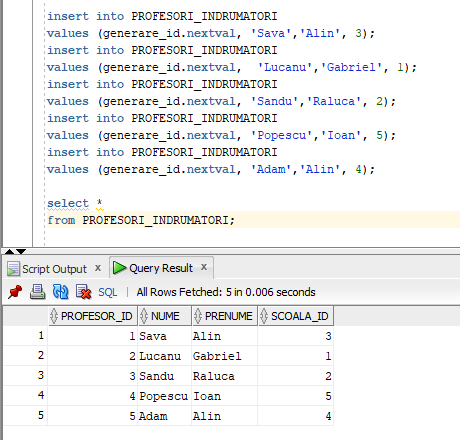 insert into PROFESORI_INDRUMATORI
values (generare_id.nextval, 'Sava','Alin', 3);
insert into PROFESORI_INDRUMATORI
values (generare_id.nextval,  'Lucanu','Gabriel', 1);
insert into PROFESORI_INDRUMATORI
values (generare_id.nextval, 'Sandu','Raluca', 2);
insert into PROFESORI_INDRUMATORI
values (generare_id.nextval, 'Popescu','Ioan', 5);
insert into PROFESORI_INDRUMATORI
values (generare_id.nextval, 'Adam','Alin', 4);
select *
from PROFESORI_INDRUMATORI;
Script Output x Query Result x
SQL | All Rows Fetched: 5 in 0.006 seconds
PROFESOR_ID NUME PRENUME SCOALA_ID
1 1 Sava Alin 3
2 2 Lucanu Gabriel 1
3 3 Sandu Raluca 2
4 4 Popescu Ioan 5
5 5 Adam Alin 4